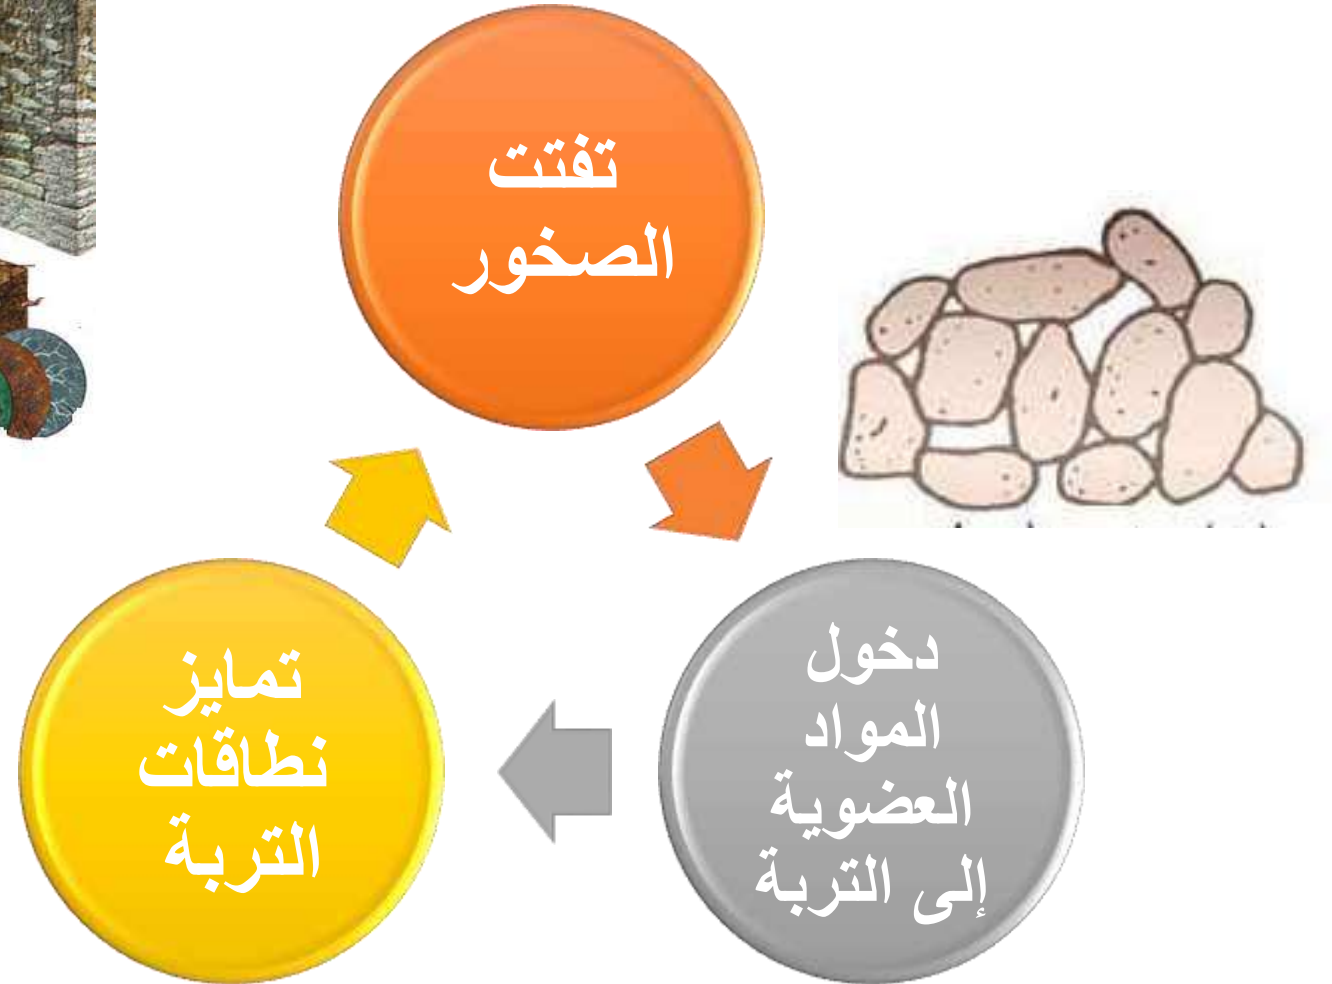 تفتت
الصخور
دخول
المواد
العضوية
إلى التربة
تمايز
نطاقات
التربة